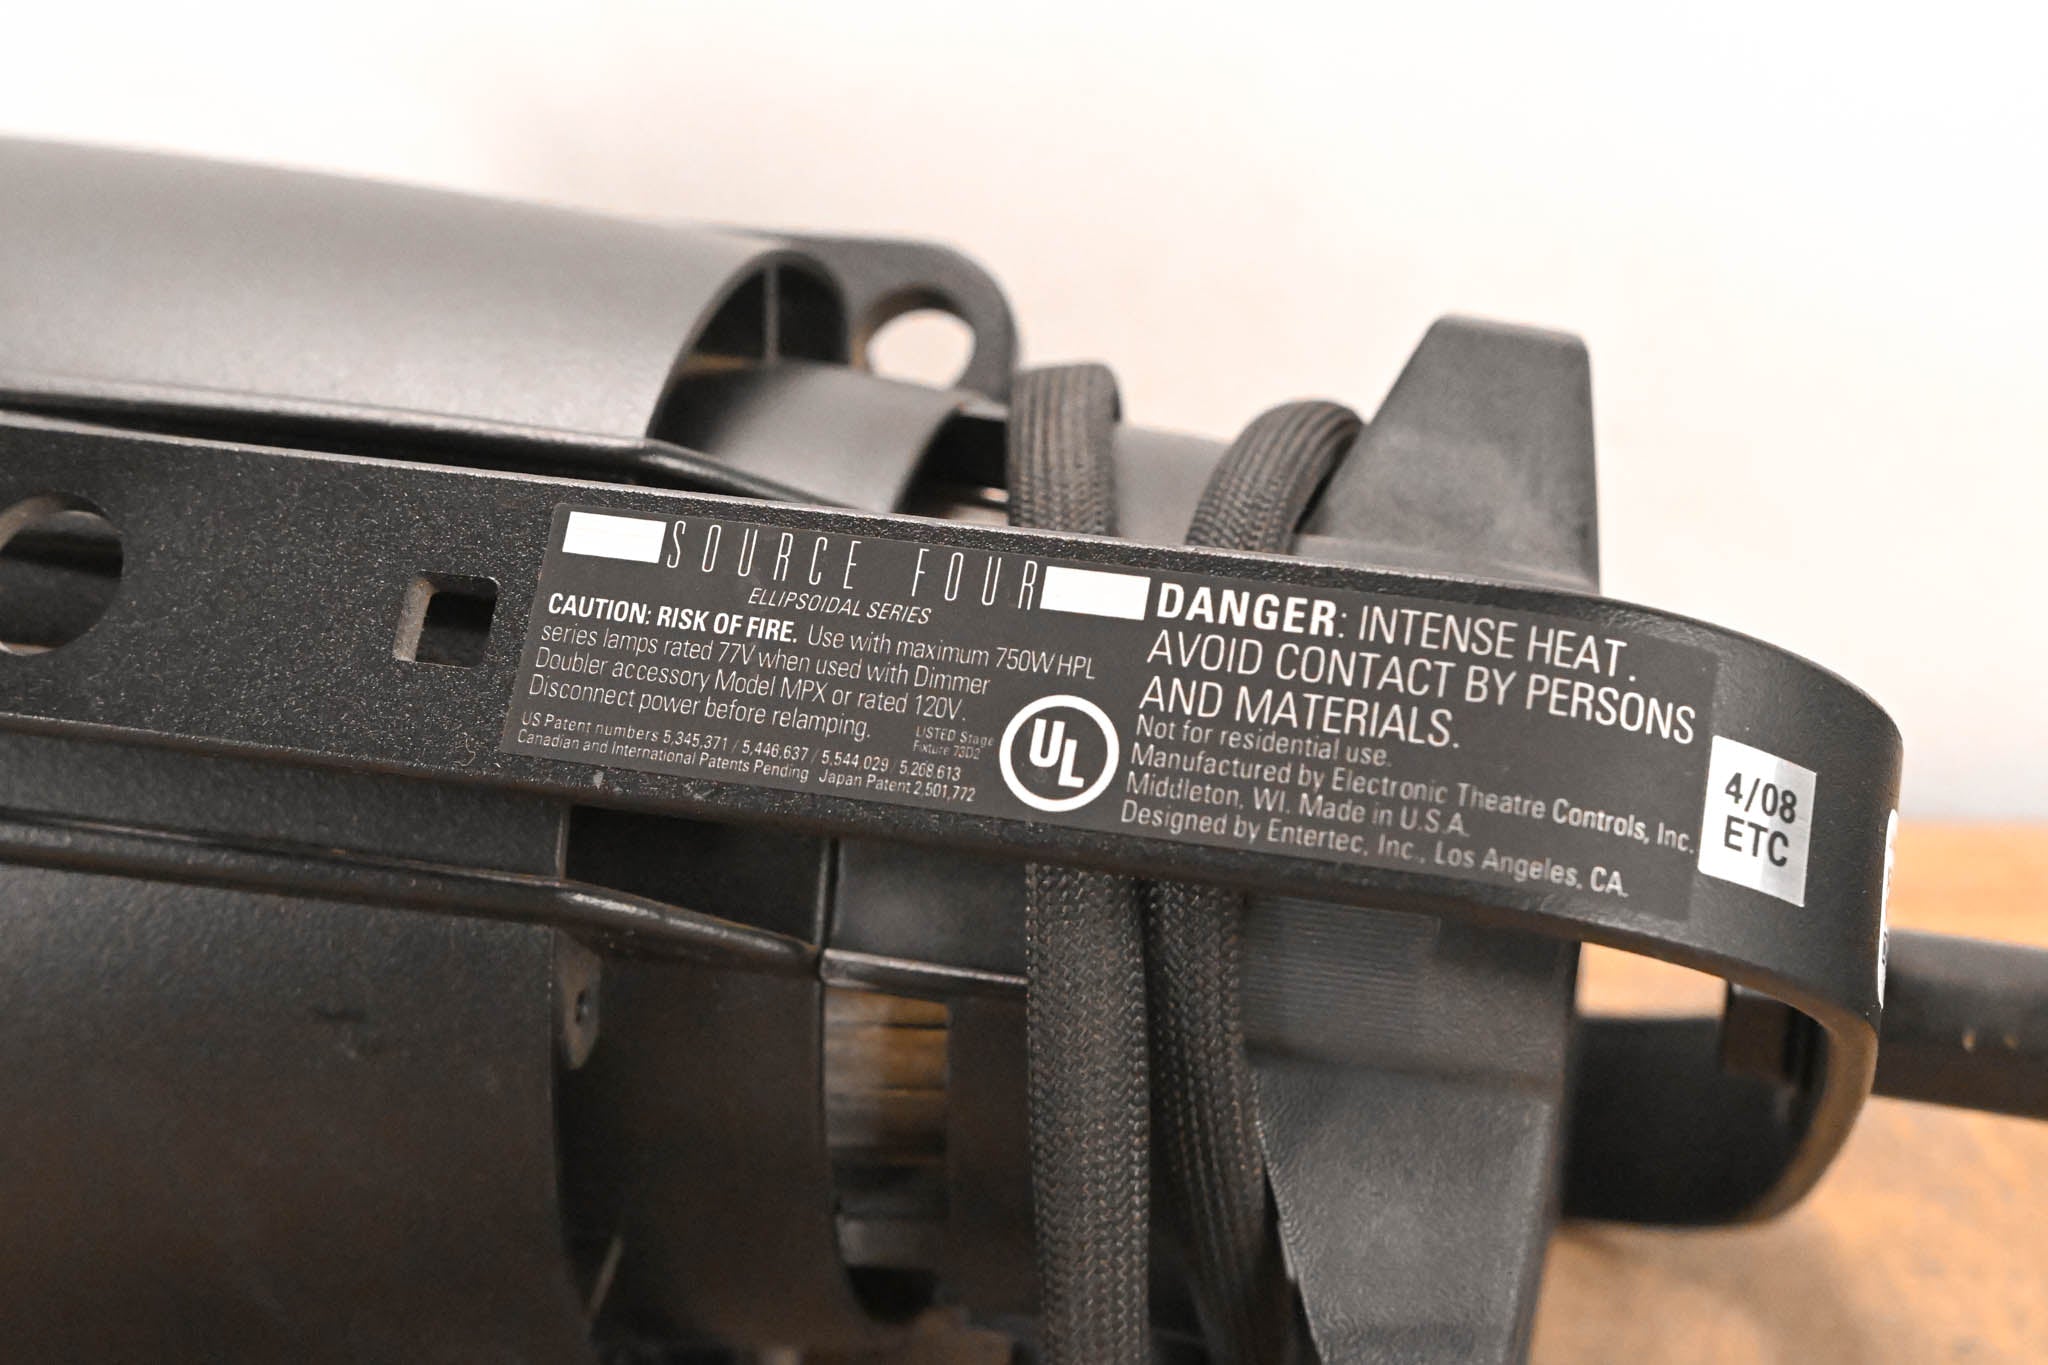 SOURCE FOUR
ELLIPSOIDAL SERIES
CAUTION: RISK OF FIRE. Use with maximum 750W HPL
series lamps rated 77V when used with Dimmer
Doubler accessory Model MPX or rated 120V.
Disconnect power before relamping.
US Patent numbers 5,345,371 / 5,446,637 / 5,544,029 / 5,268,613
Canadian and International Patents Pending Japan Patent 2,501,772
LISTED Stage
Fixture 73D2
UL
DANGER: INTENSE HEAT.
AVOID CONTACT BY PERSONS
AND MATERIALS.
Not for residential use.
Manufactured by Electronic Theatre Controls, Inc.
Middleton, WI. Made in U.S.A.
Designed by Entertec, Inc., Los Angeles, CA.
4/08
ETC